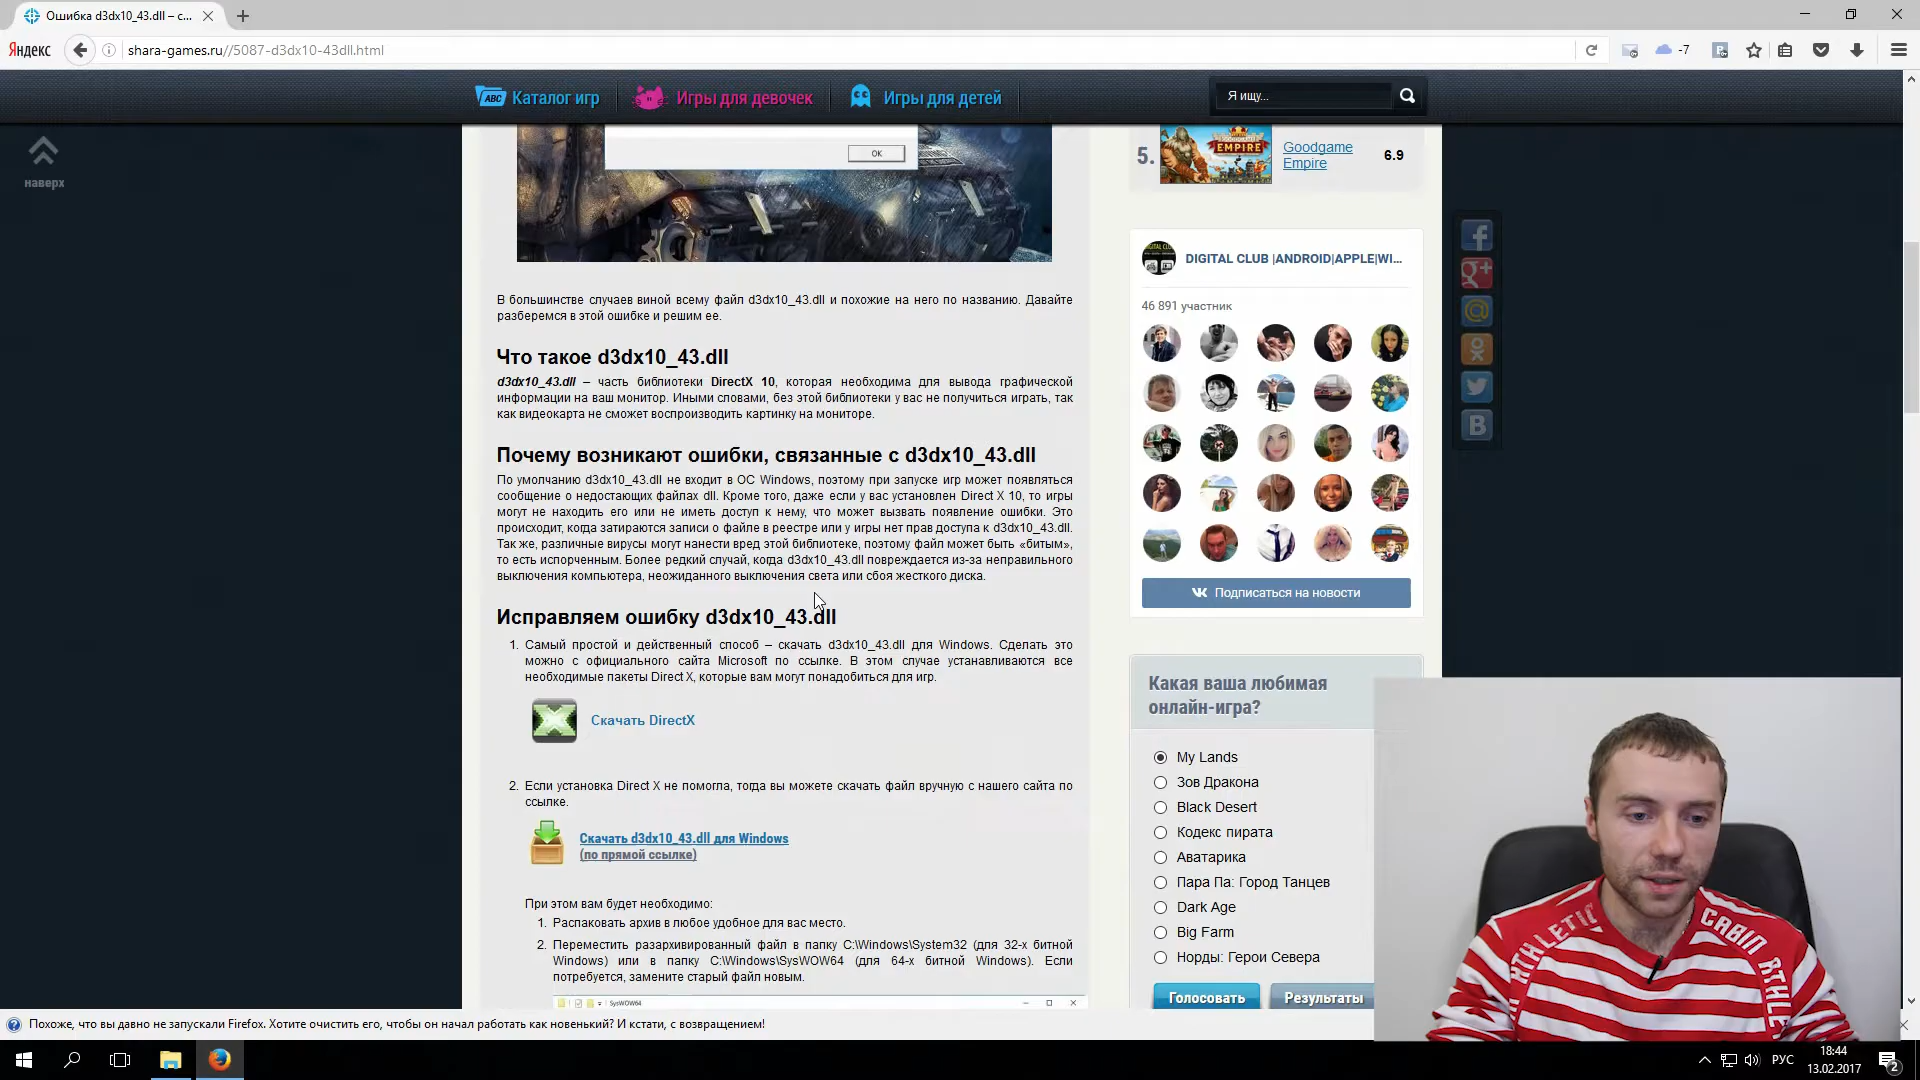 Ошибка d3dx10_43.dll – с...
Яндекс
shara-games.ru//5087-d3dx10-43dll.html
-7
ABC
Каталог игр
Игры для девочек
Игры для детей
Я ищу...
наверх
OK
5.
GOODGAME
EMPIRE
Goodgame
Empire
6.9
В большинстве случаев виной всему файл d3dx10_43.dll и похожие на него по названию. Давайте
разберемся в этой ошибке и решим ее.
Что такое d3dx10_43.dll
d3dx10_43.dll – часть библиотеки DirectX 10, которая необходима для вывода графической
информации на ваш монитор. Иными словами, без этой библиотеки у вас не получиться играть, так
как видеокарта не сможет воспроизводить картинку на мониторе.
Почему возникают ошибки, связанные с d3dx10_43.dll
По умолчанию d3dx10_43.dll не входит в ОС Windows, поэтому при запуске игр может появляться
сообщение о недостающих файлах dll. Кроме того, даже если у вас установлен Direct X 10, то игры
могут не находить его или не иметь доступ к нему, что может вызвать появление ошибки. Это
происходит, когда затираются записи о файле в реестре или у игры нет прав доступа к d3dx10_43.dll.
Так же, различные вирусы могут нанести вред этой библиотеке, поэтому файл может быть «битым»,
то есть испорченным. Более редкий случай, когда d3dx10_43.dll повреждается из-за неправильного
выключения компьютера, неожиданного выключения света или сбоя жесткого диска.
Исправляем ошибку d3dx10_43.dll
1. Самый простой и действенный способ – скачать d3dx10_43.dll для Windows. Сделать это
можно с официального сайта Microsoft по ссылке. В этом случае устанавливаются все
необходимые пакеты Direct X, которые вам могут понадобиться для игр.
Скачать DirectX
2. Если установка Direct X не помогла, тогда вы можете скачать файл вручную с нашего сайта по
ссылке.
Скачать d3dx10_43.dll для Windows
(по прямой ссылке)
При этом вам будет необходимо:
1. Распаковать архив в любое удобное для вас место.
2. Переместить разархивированный файл в папку C:\Windows\System32 (для 32-х битной
Windows) или в папку C:\Windows\SysWOW64 (для 64-х битной Windows). Если
потребуется, замените старый файл новым.
SysWOW64
DIGITAL CLUB |ANDROID|APPLE|WI...
46 891 участник
Подписаться на новости
Какая ваша любимая
онлайн-игра?
My Lands
Зов Дракона
Black Desert
Кодекс пирата
Аватарика
Пара Па: Город Танцев
Dark Age
Big Farm
Норды: Герои Севера
Голосовать
Результаты
ATHLETIC
CABIN ATHLE
Похоже, что вы давно не запускали Firefox. Хотите очистить его, чтобы он начал работать как новенький? И кстати, с возвращением!
РУС
18:44
13.02.2017
2